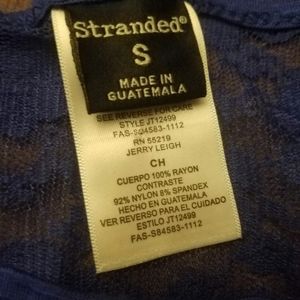 Stranded®
S
MADE IN
GUATEMALA
SEE REVERSE FOR CARE
STYLE JT12499
FAS-S84583-1112
RN 55219
JERRY LEIGH
CH
CUERPO 100% RAYON
CONTRASTE
92% NYLON 8% SPANDEX
HECHO EN GUATEMALA
VER REVERSO PARA EL CUIDADO
ESTILO JT12499
FAS-S84583-1112